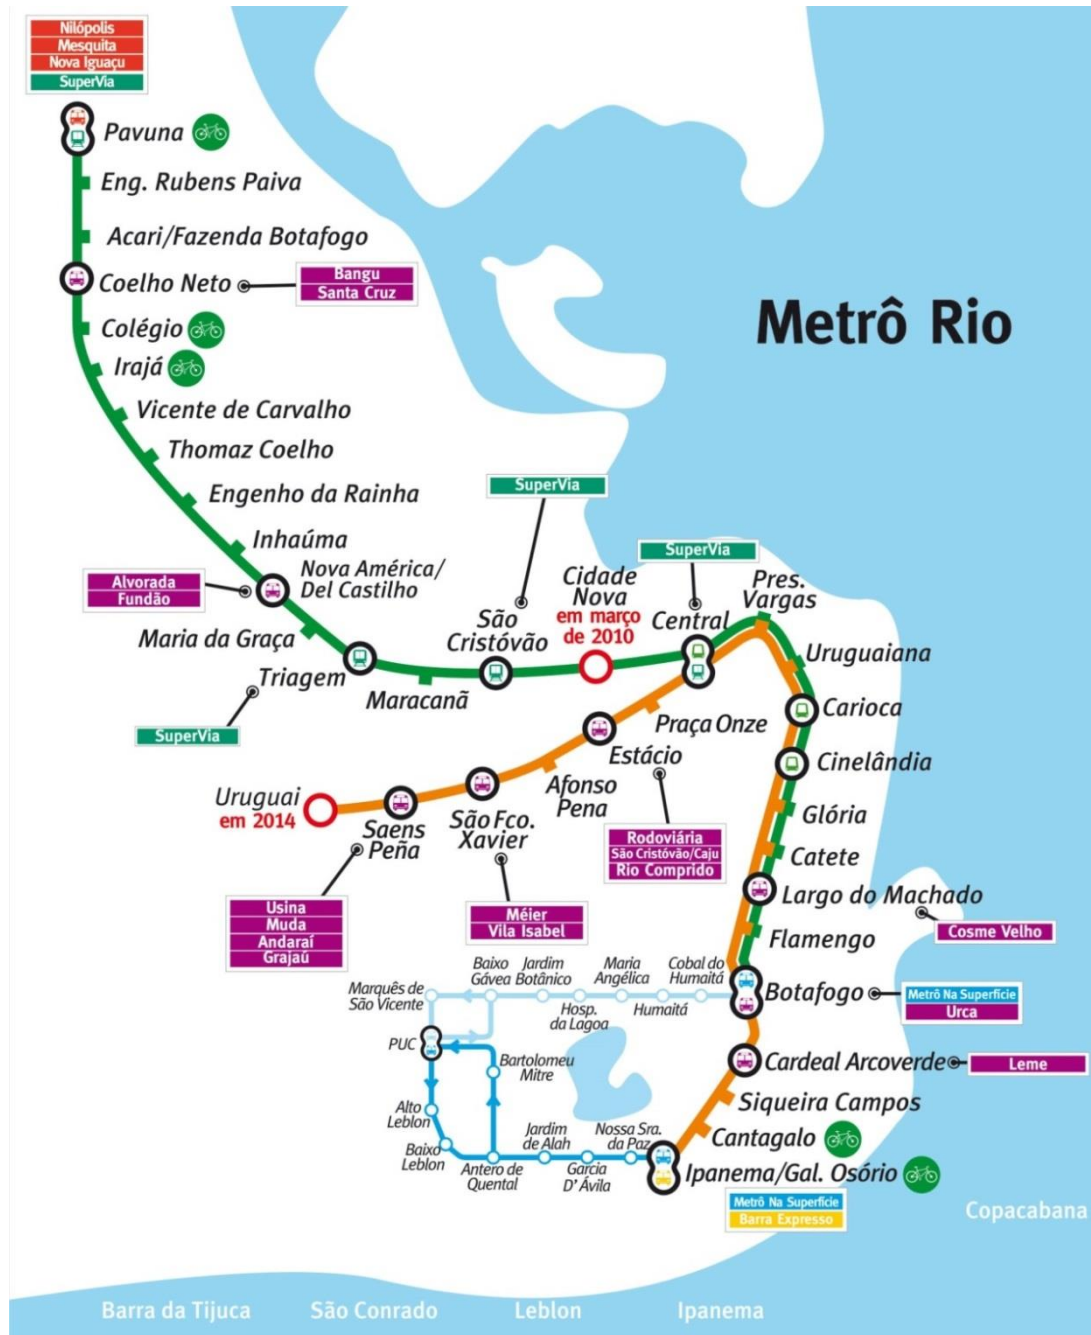 Nilópolis
Mesquita
Nova Iguaçu
SuperVia
Pavuna
Eng. Rubens Paiva
Acari/Fazenda Botafogo
Coelho Neto
Bangu
Santa Cruz
Metrô Rio
Colégio
Irajá
Vicente de Carvalho
Thomaz Coelho
Engenho da Rainha
Inhaúma
Nova América/
Del Castilho
Alvorada
Fundão
Maria da Graça
Triagem
SuperVia
Maracanã
SuperVia
São
Cristóvão
Cidade
Nova
em março
de 2010
SuperVia
Central
Pres.
Vargas
Uruguaiana
Carioca
Cinelândia
Glória
Catete
Largo do Machado
Cosme Velho
Flamengo
Botafogo
Metrô Na Superfície
Urca
Praça Onze
Estácio
Rodoviária
São Cristóvão/Caju
Rio Comprido
Afonso
Pena
São Fco.
Xavier
Méier
Vila Isabel
Saens
Peña
Usina
Muda
Andaraí
Grajaú
Uruguai
em 2014
Cardeal Arcoverde
Leme
Siqueira Campos
Cantagalo
Ipanema/Gal. Osório
Metrô Na Superfície
Barra Expresso
Cobal do
Humaitá
Humaitá
Maria
Angélica
Hosp.
da Lagoa
Jardim
Botânico
Baixo
Gávea
Marquês de
São Vicente
PUC
Bartolomeu
Mitre
Alto
Leblon
Baixo
Leblon
Antero de
Quental
Jardim
de Alah
Garcia
D'Ávila
Nossa Sra.
da Paz
Copacabana
Barra da Tijuca
São Conrado
Leblon
Ipanema